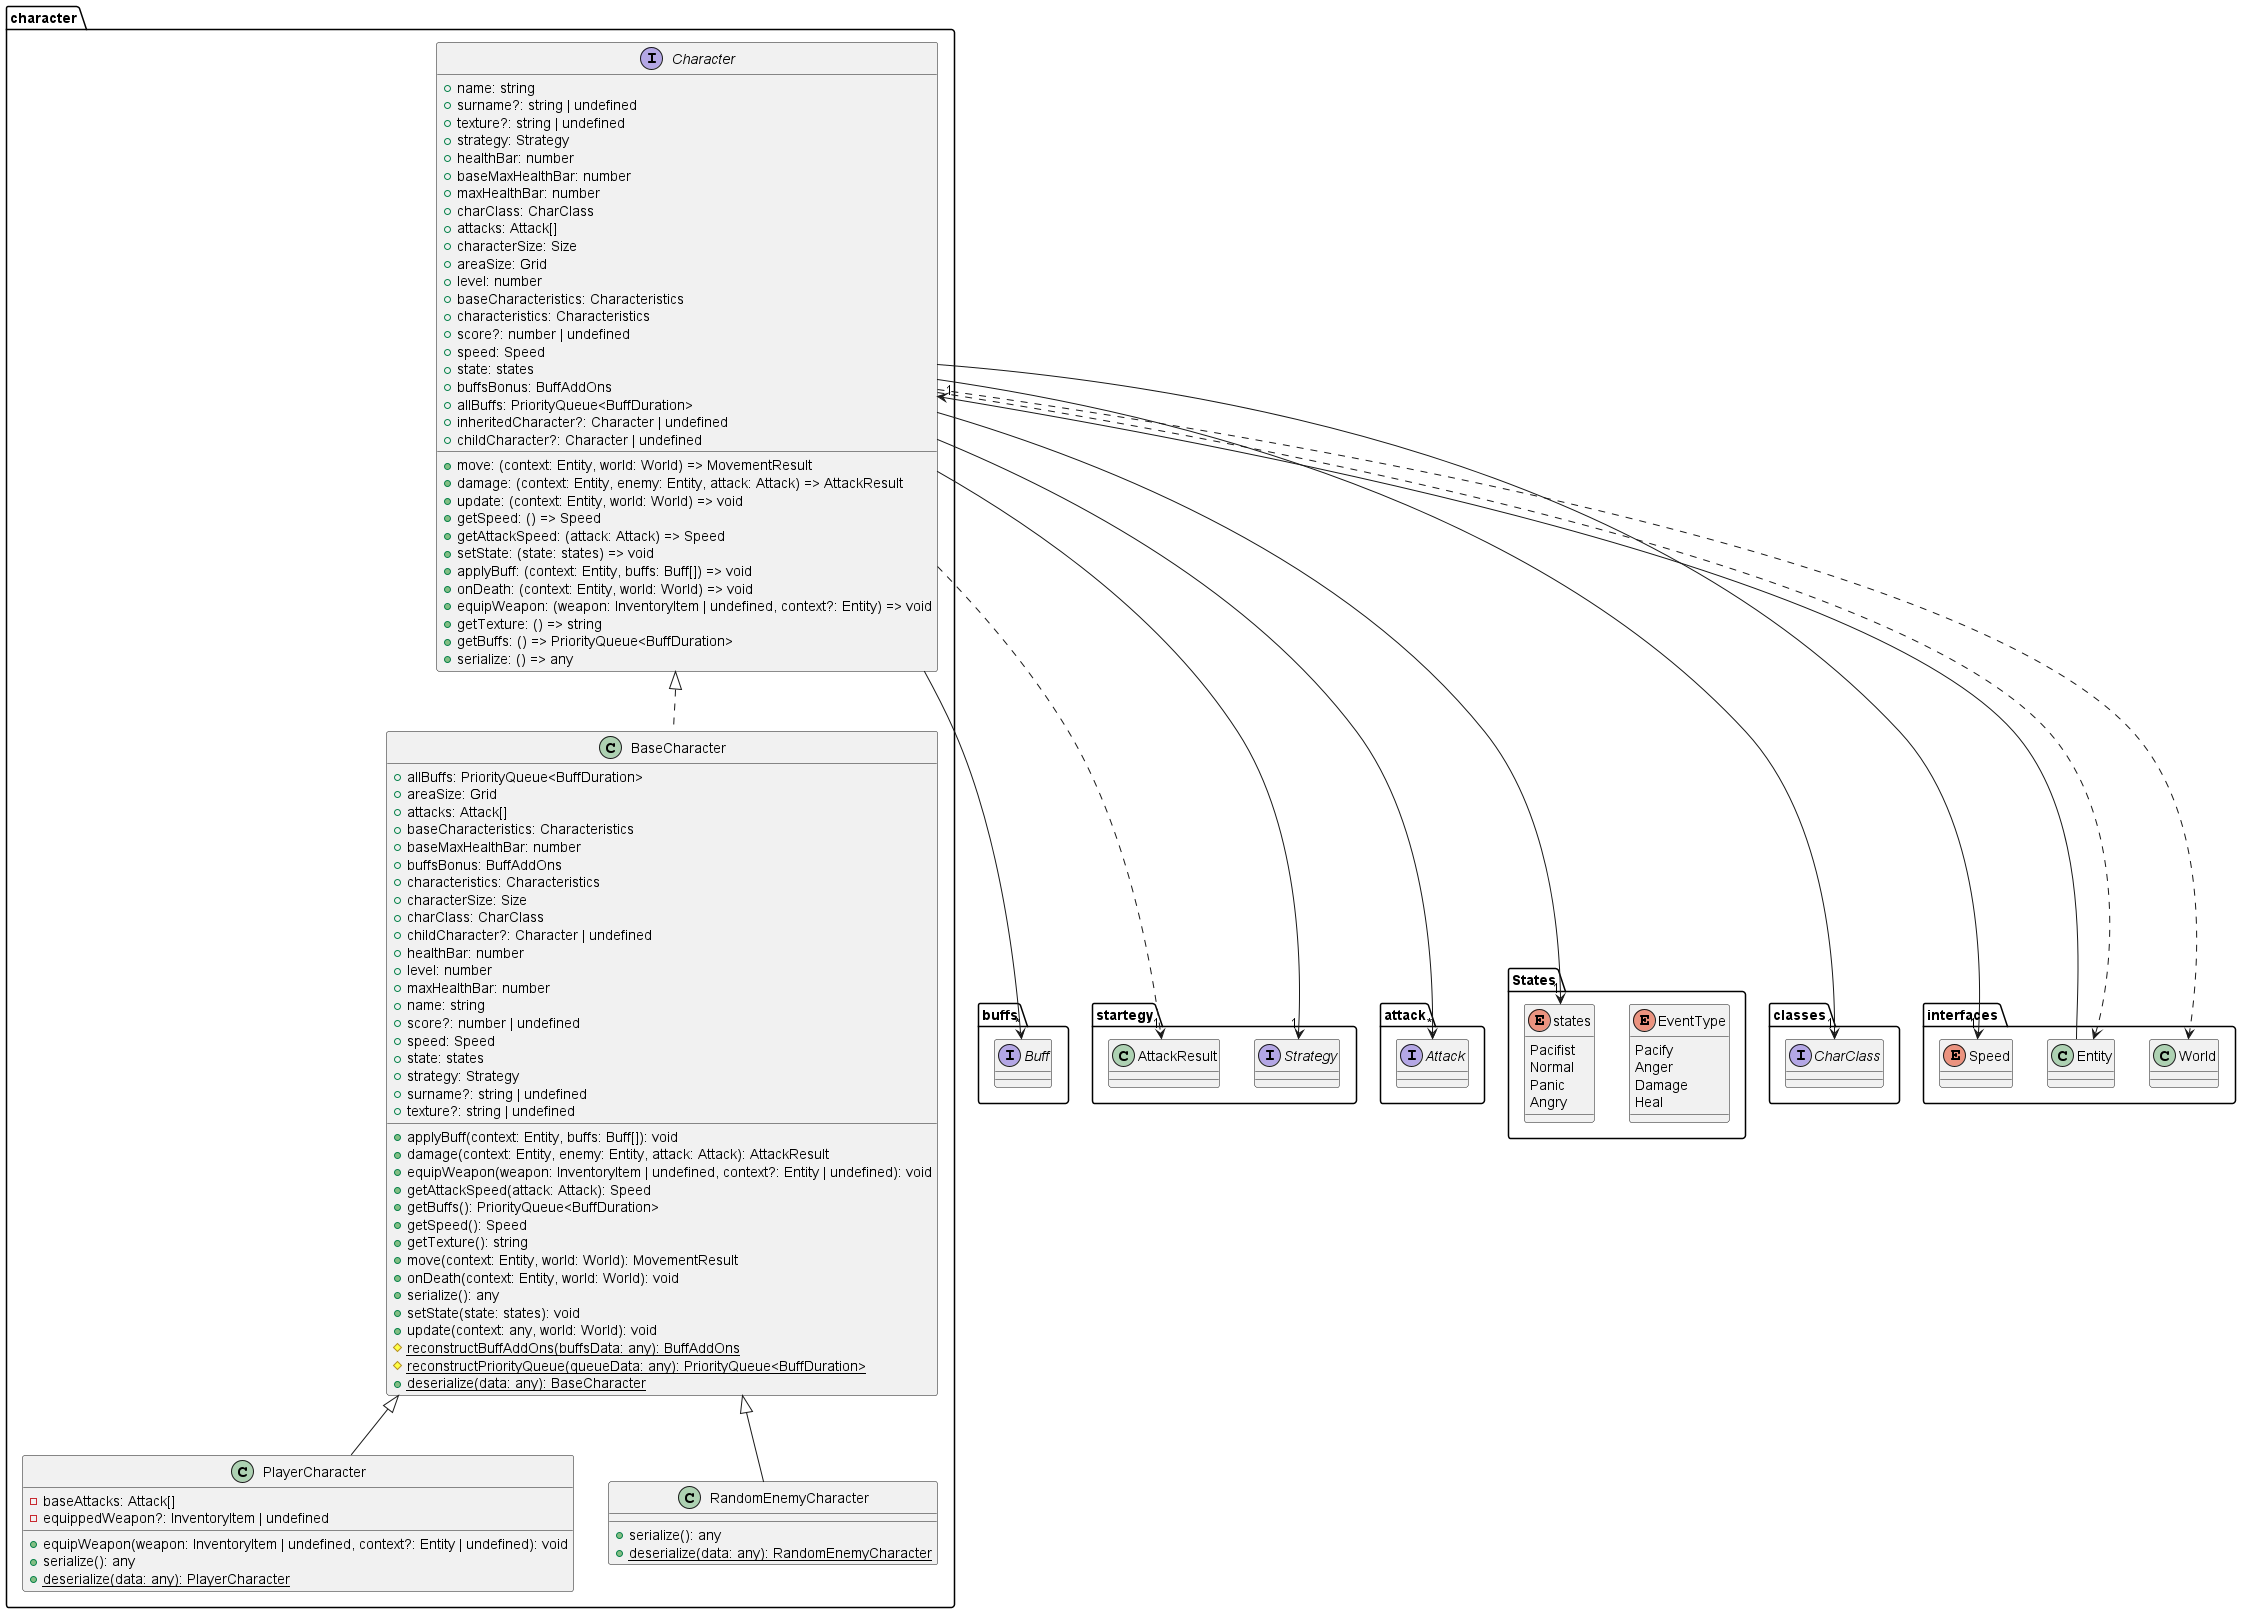 character
I Character
name: string
surname?: string | undefined
texture?: string | undefined
strategy: Strategy
healthBar: number
baseMaxHealthBar: number
maxHealthBar: number
charClass: CharClass
attacks: Attack[]
characterSize: Size
areaSize: Grid
level: number
baseCharacteristics: Characteristics
characteristics: Characteristics
score?: number | undefined
speed: Speed
state: states
buffsBonus: BuffAddOns
allBuffs: PriorityQueue<BuffDuration>
inheritedCharacter?: Character | undefined
childCharacter?: Character | undefined
move: (context: Entity, world: World) => MovementResult
damage: (context: Entity, enemy: Entity, attack: Attack) => AttackResult
update: (context: Entity, world: World) => void
getSpeed: () => Speed
getAttackSpeed: (attack: Attack) => Speed
setState: (state: states) => void
applyBuff: (context: Entity, buffs: Buff[]) => void
onDeath: (context: Entity, world: World) => void
equipWeapon: (weapon: InventoryItem | undefined, context?: Entity) => void
getTexture: () => string
getBuffs: () => PriorityQueue<BuffDuration>
serialize: () => any
1
C BaseCharacter
allBuffs: PriorityQueue<BuffDuration>
areaSize: Grid
attacks: Attack[]
baseCharacteristics: Characteristics
baseMaxHealthBar: number
buffsBonus: BuffAddOns
characteristics: Characteristics
characterSize: Size
charClass: CharClass
childCharacter?: Character | undefined
healthBar: number
level: number
maxHealthBar: number
name: string
score?: number | undefined
speed: Speed
state: states
strategy: Strategy
surname?: string | undefined
texture?: string | undefined
applyBuff(context: Entity, buffs: Buff[]): void
damage(context: Entity, enemy: Entity, attack: Attack): AttackResult
equipWeapon(weapon: InventoryItem | undefined, context?: Entity | undefined): void
getAttackSpeed(attack: Attack): Speed
getBuffs(): PriorityQueue<BuffDuration>
getSpeed(): Speed
getTexture(): string
move(context: Entity, world: World): MovementResult
onDeath(context: Entity, world: World): void
serialize(): any
setState(state: states): void
update(context: any, world: World): void
reconstructBuffAddOns(buffsData: any): BuffAddOns
reconstructPriorityQueue(queueData: any): PriorityQueue<BuffDuration>
deserialize(data: any): BaseCharacter
C PlayerCharacter
baseAttacks: Attack[]
equippedWeapon?: InventoryItem | undefined
equipWeapon(weapon: InventoryItem | undefined, context?: Entity | undefined): void
serialize(): any
deserialize(data: any): PlayerCharacter
C RandomEnemyCharacter
serialize(): any
deserialize(data: any): RandomEnemyCharacter
buffs
*
I Buff
startegy
1
C AttackResult
1
I Strategy
attack
*
I Attack
States
1
E states
Pacifist
Normal
Panic
Angry
E EventType
Pacify
Anger
Damage
Heal
classes
1
I CharClass
interfaces
1
E Speed
C Entity
C World